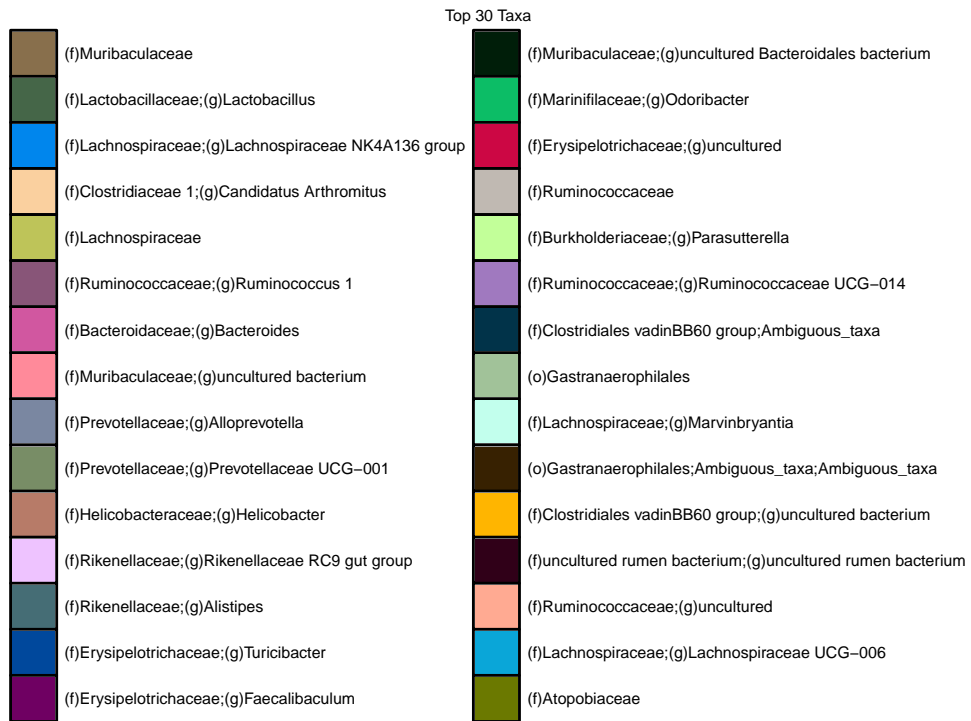 Top 30 Taxa
(f)Muribaculaceae
(f)Lactobacillaceae;(g)Lactobacillus
(f)Lachnospiraceae;(g)Lachnospiraceae NK4A136 group
(f)Clostridiaceae 1;(g)Candidatus Arthromitus
(f)Lachnospiraceae
(f)Ruminococcaceae;(g)Ruminococcus 1
(f)Bacteroidaceae;(g)Bacteroides
(f)Muribaculaceae;(g)uncultured bacterium
(f)Prevotellaceae;(g)Alloprevotella
(f)Prevotellaceae;(g)Prevotellaceae UCG−001
(f)Helicobacteraceae;(g)Helicobacter
(f)Rikenellaceae;(g)Rikenellaceae RC9 gut group
(f)Rikenellaceae;(g)Alistipes
(f)Erysipelotrichaceae;(g)Turicibacter
(f)Erysipelotrichaceae;(g)Faecalibaculum
(f)Muribaculaceae;(g)uncultured Bacteroidales bacterium
(f)Marinifilaceae;(g)Odoribacter
(f)Erysipelotrichaceae;(g)uncultured
(f)Ruminococcaceae
(f)Burkholderiaceae;(g)Parasutterella
(f)Ruminococcaceae;(g)Ruminococcaceae UCG−014
(f)Clostridiales vadinBB60 group;Ambiguous_taxa
(o)Gastranaerophilales
(f)Lachnospiraceae;(g)Marvinbryantia
(o)Gastranaerophilales;Ambiguous_taxa;Ambiguous_taxa
(f)Clostridiales vadinBB60 group;(g)uncultured bacterium
(f)uncultured rumen bacterium;(g)uncultured rumen bacterium
(f)Ruminococcaceae;(g)uncultured
(f)Lachnospiraceae;(g)Lachnospiraceae UCG−006
(f)Atopobiaceae